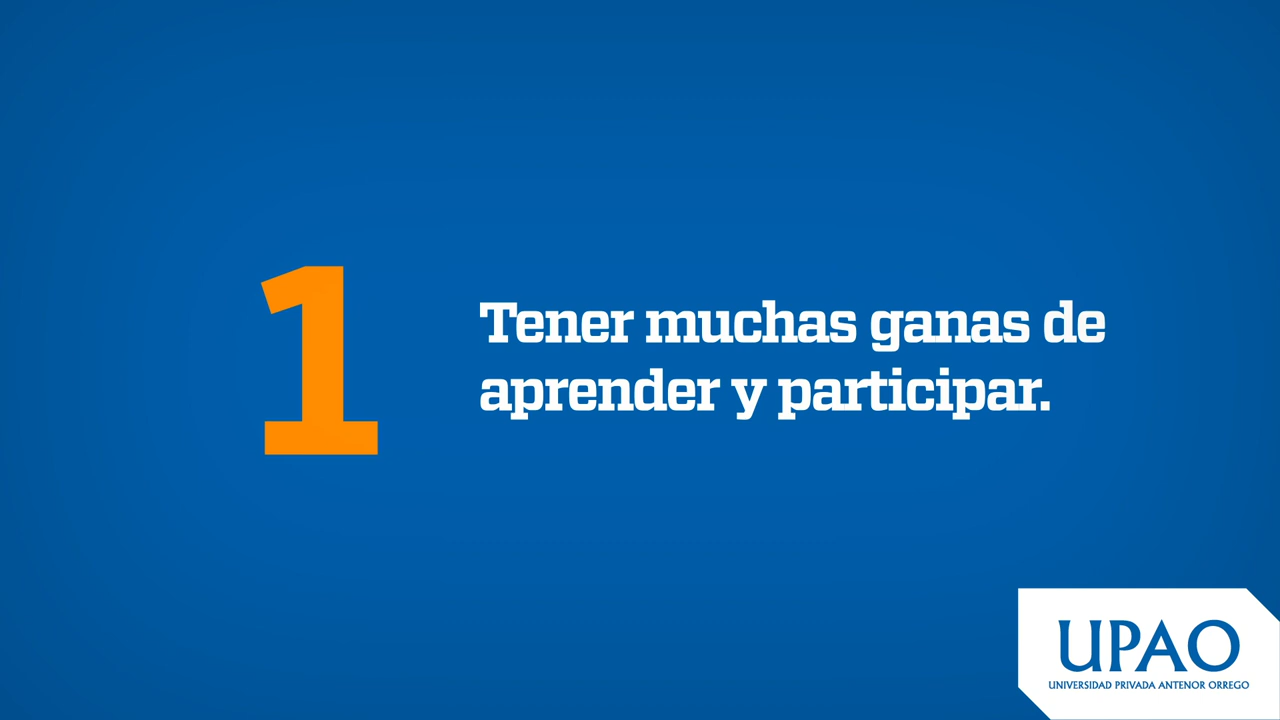 1
Tener muchas ganas de
aprender y participar.
UPAO
UNIVERSIDAD PRIVADA ANTENOR ORREGO